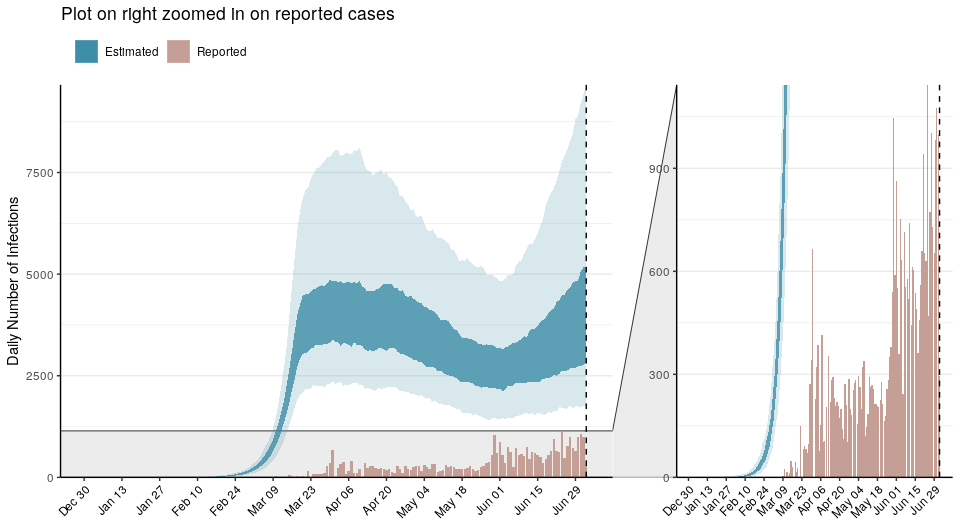 Plot on right zoomed in on reported cases
Estimated Reported
Daily Number of Infections
7500
5000
2500
0
Dec 30 Jan 13 Jan 27 Feb 10 Feb 24 Mar 09 Mar 23 Apr 06 Apr 20 May 04 May 18 Jun 01 Jun 15 Jun 29
900
600
300
0
Dec 30 Jan 13 Jan 27 Feb 10 Feb 24 Mar 09 Mar 23 Apr 06 Apr 20 May 04 May 18 Jun 01 Jun 15 Jun 29